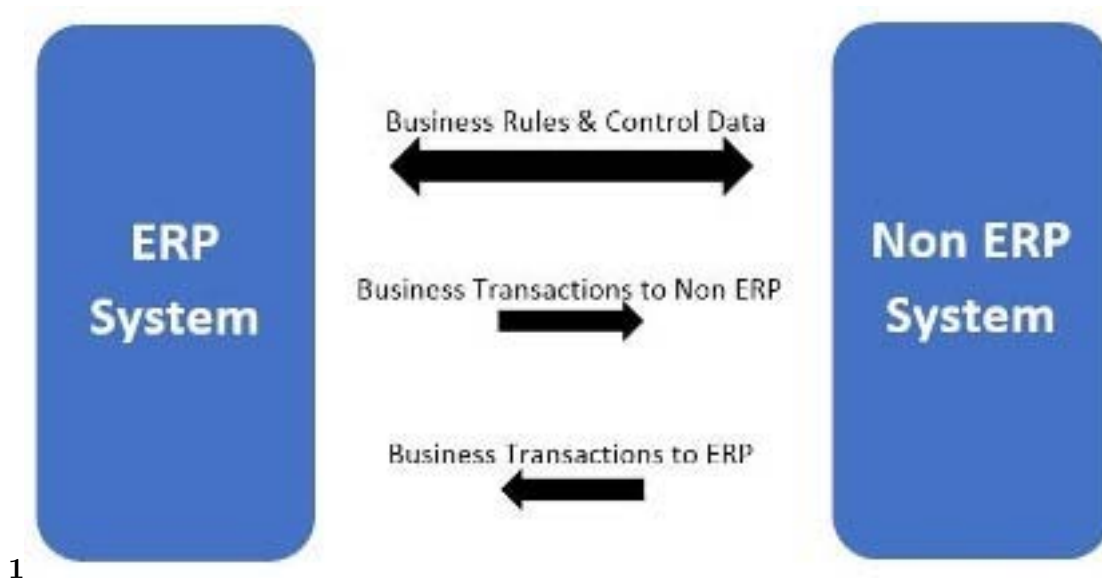 Business Rules & Control Data
ERP
System
Business Transactions to Non ERP
Non ERP
System
Business Transactions to ERP
1